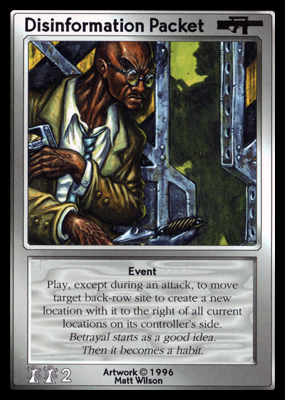 Disinformation Packet
Event
Play, except during an attack, to move
target back-row site to create a new
location with it to the right of all current
locations on its controller's side.
Betrayal starts as a good idea.
Then it becomes a habit.
2
Artwork © 1996
Matt Wilson